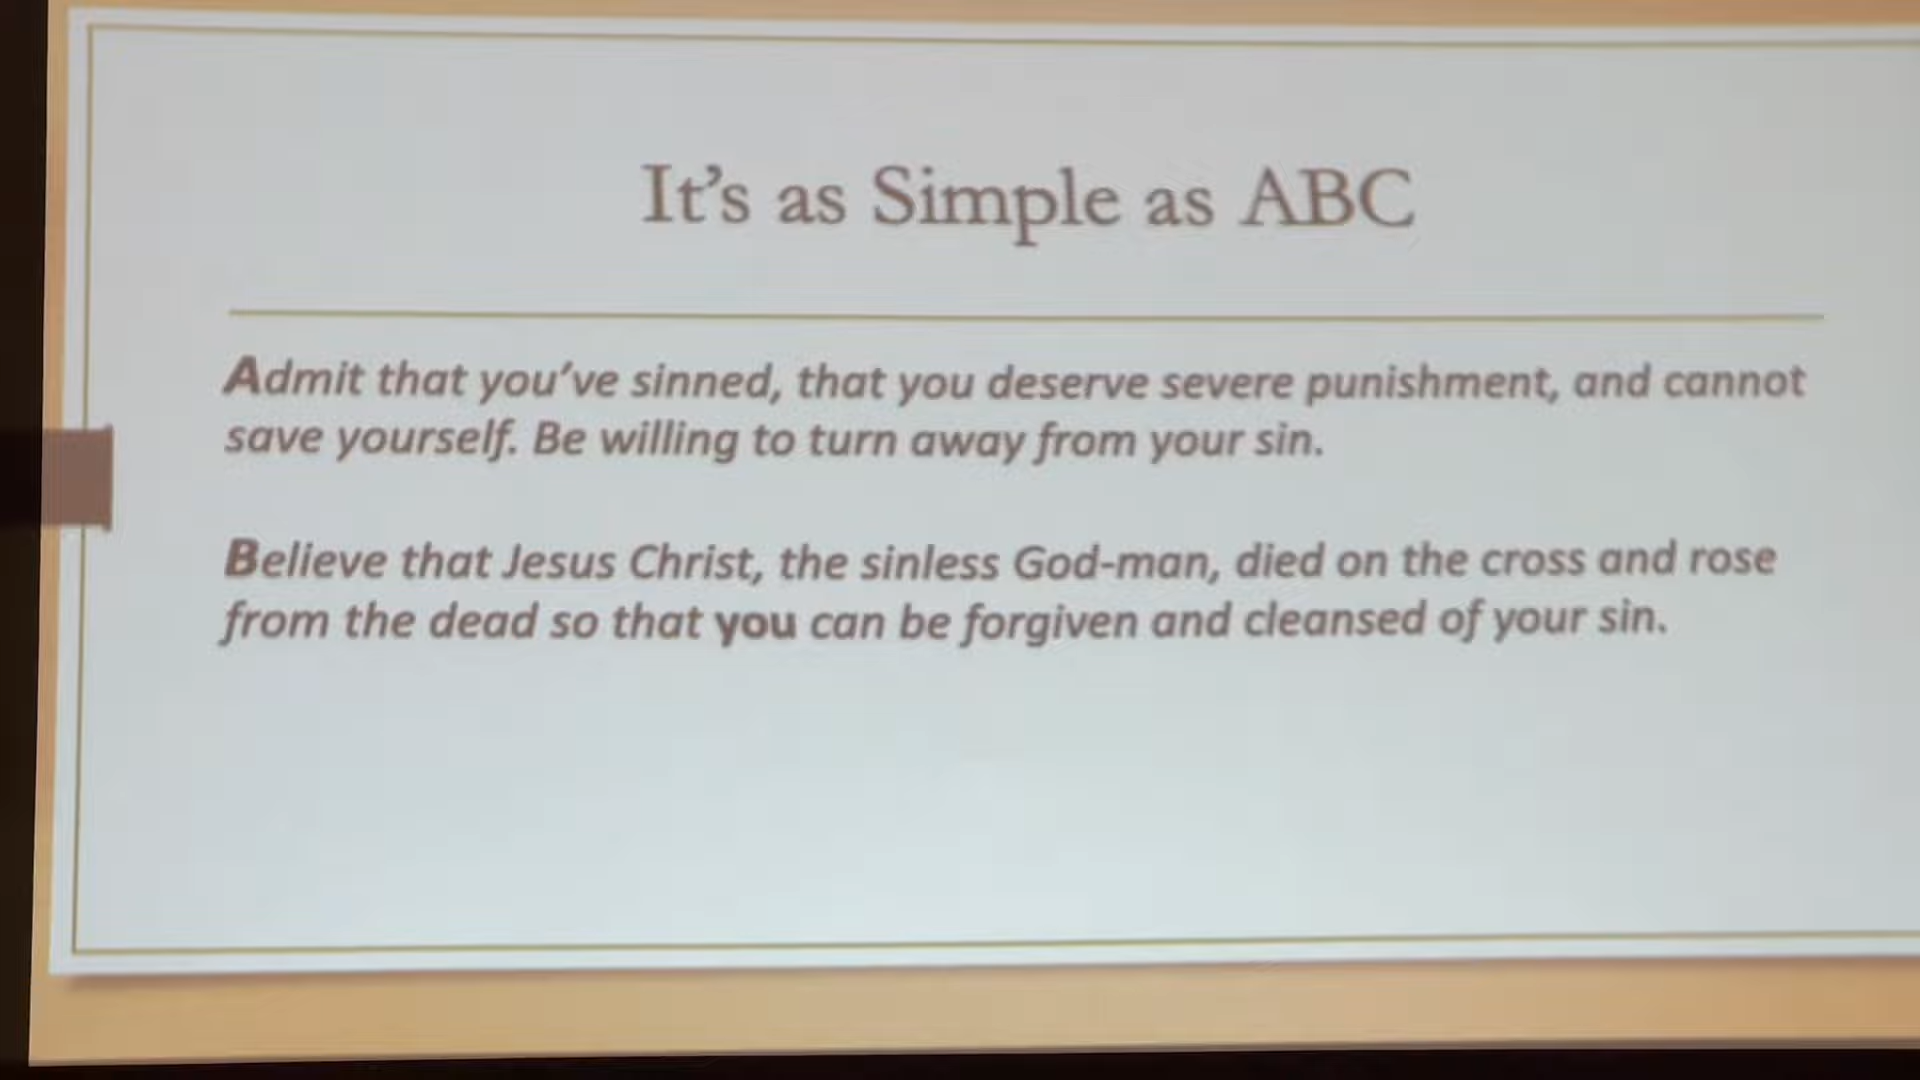 It's as Simple as ABC
Admit that you've sinned, that you deserve severe punishment, and cannot
save yourself. Be willing to turn away from your sin.
Believe that Jesus Christ, the sinless God-man, died on the cross and rose
from the dead so that you can be forgiven and cleansed of your sin.